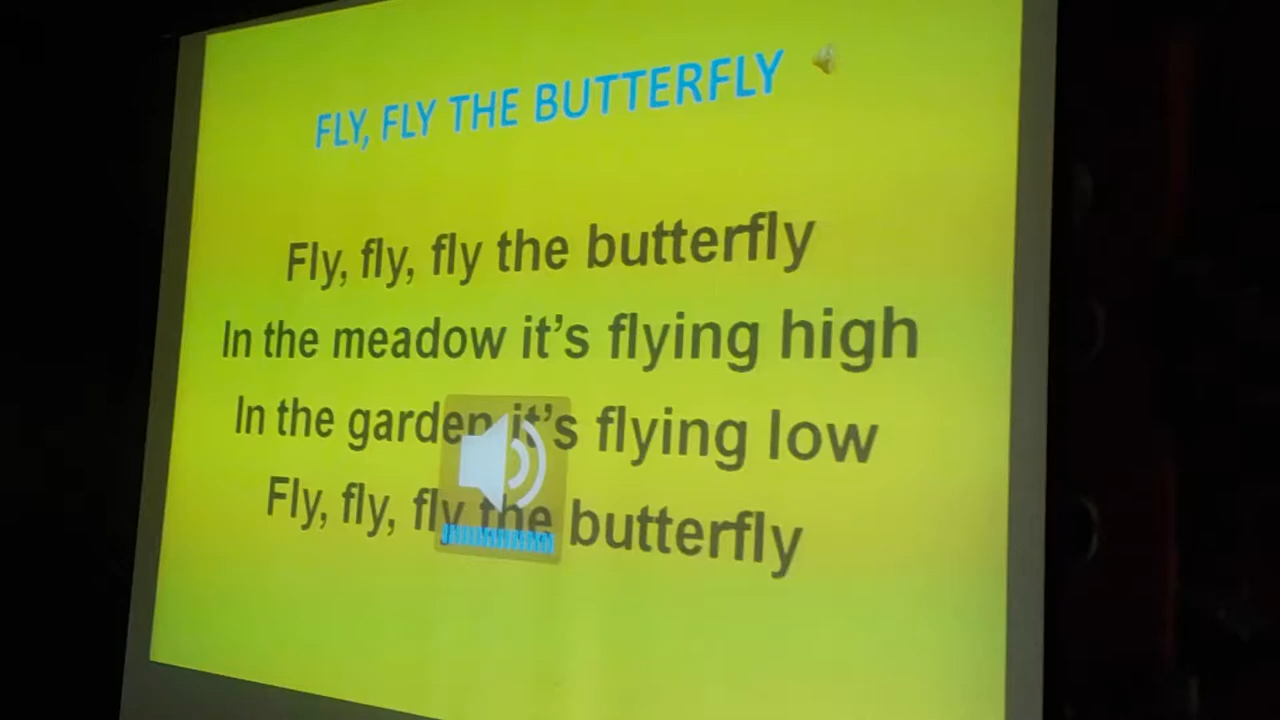 FLY, FLY THE BUTTERFLY
Fly, fly, fly the butterfly
In the meadow it's flying high
In the garden it's flying low
Fly, fly, fly the butterfly